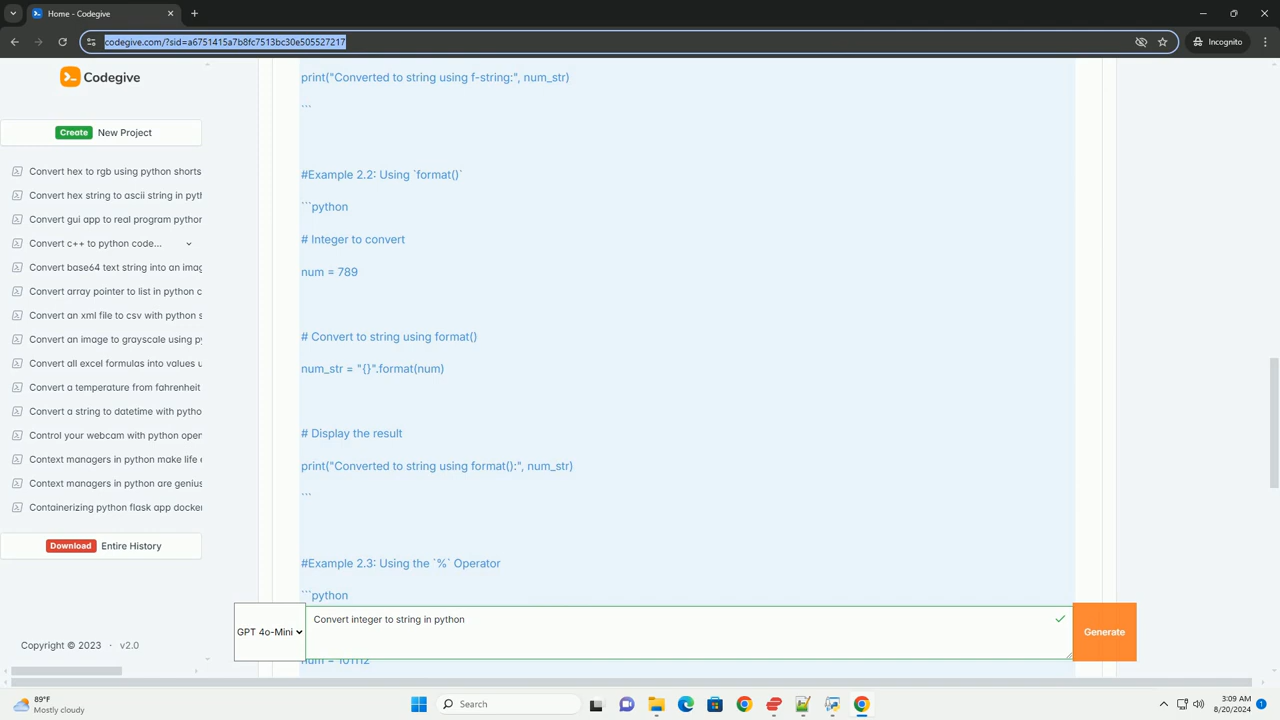 Home - Codegive
codegive.com/?sid=a6751415a7b8fc7513bc30e505527217
Incognito
Codegive
Create New Project
Convert hex to rgb using python shorts
Convert hex string to ascii string in pyth
Convert gui app to real program python
Convert c++ to python code...
Convert base64 text string into an imag
Convert array pointer to list in python c
Convert an xml file to csv with python s
Convert an image to grayscale using py
Convert all excel formulas into values u
Convert a temperature from fahrenheit
Convert a string to datetime with pytho
Control your webcam with python open
Context managers in python make life e
Context managers in python are genius
Containerizing python flask app docker
Download Entire History
Copyright © 2023 · v2.0
print("Converted to string using f-string:", num_str)
```
#Example 2.2: Using `format()`
```python
# Integer to convert
num = 789
# Convert to string using format()
num_str = "{}".format(num)
# Display the result
print("Converted to string using format():", num_str)
```
#Example 2.3: Using the `%` Operator
```python
GPT 4o-Mini
Convert integer to string in python
Generate
num = 101112
89°F
Mostly cloudy
Search
3:09 AM
8/20/2024